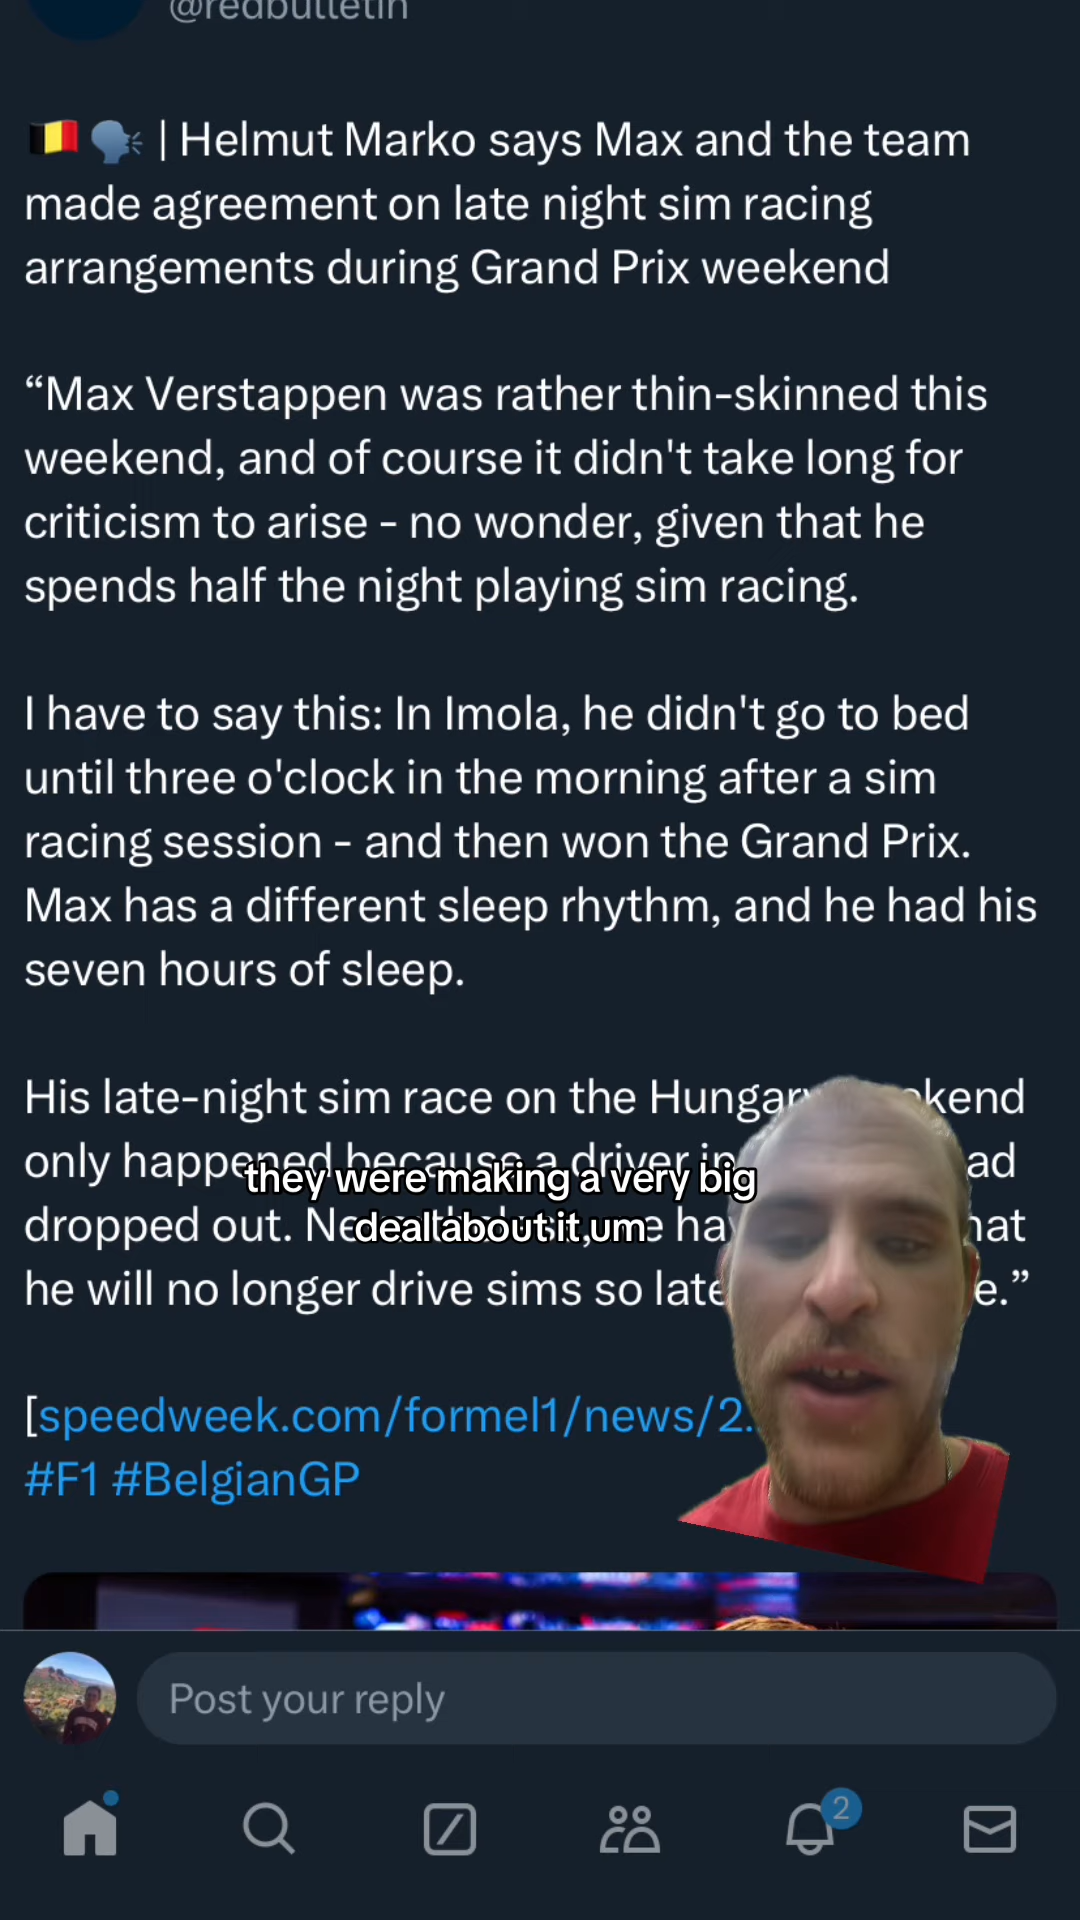 @redbulletin
| Helmut Marko says Max and the team
made agreement on late night sim racing
arrangements during Grand Prix weekend
“Max Verstappen was rather thin-skinned this
weekend, and of course it didn't take long for
criticism to arise - no wonder, given that he
spends half the night playing sim racing.
I have to say this: In Imola, he didn't go to bed
until three o'clock in the morning after a sim
racing session - and then won the Grand Prix.
Max has a different sleep rhythm, and he had his
seven hours of sleep.
His late-night sim race on the Hungary weekend
only happened because a driver in
they were making a very big
dropped out.
deal about it, um
he will no longer drive sims so late
[speedweek.com/formel1/news/2.
#F1 #BelgianGP
Post your reply
2